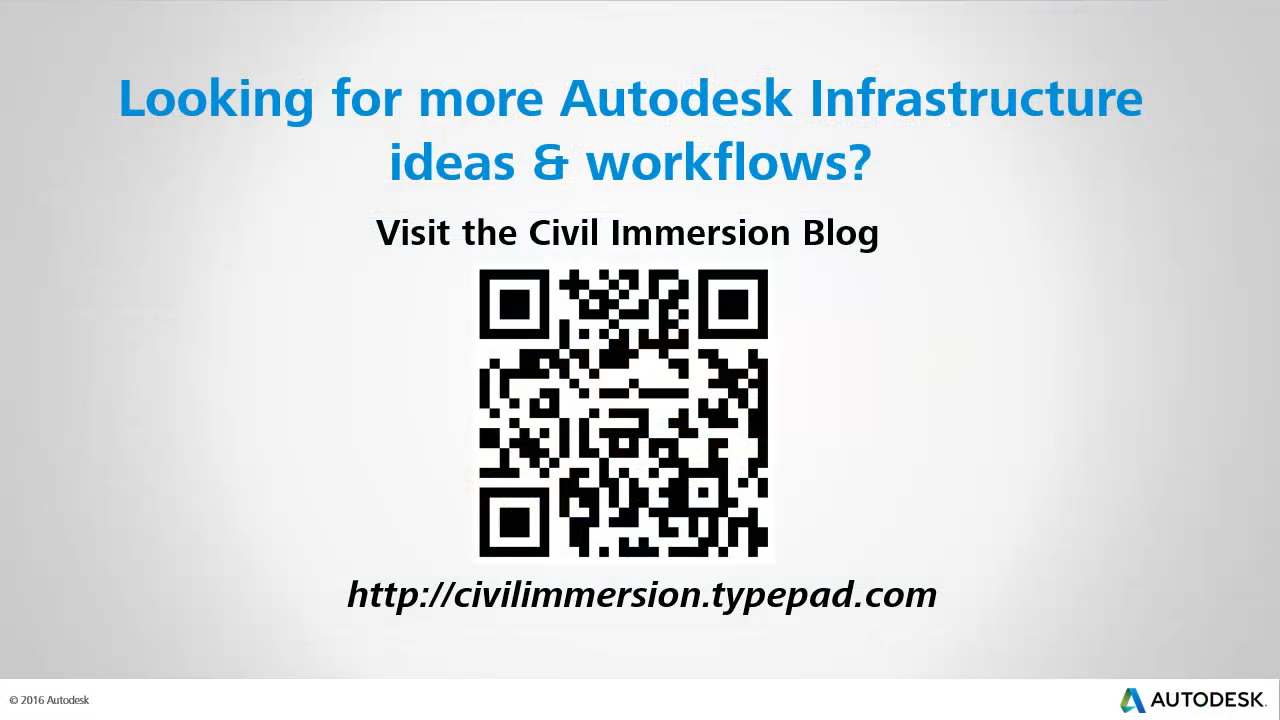 Looking for more Autodesk Infrastructure
ideas & workflows?
Visit the Civil Immersion Blog
http://civilimmersion.typepad.com
© 2016 Autodesk
AUTODESK.